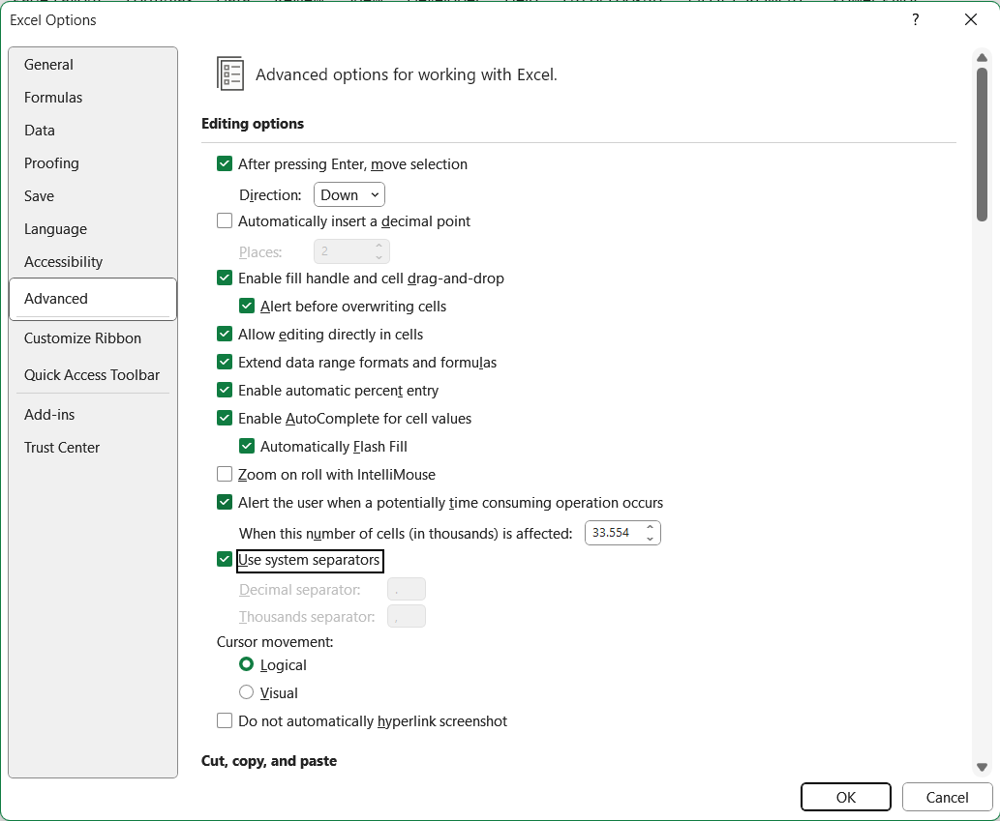 Excel Options
?
General
Formulas
Data
Proofing
Save
Language
Accessibility
Advanced
Customize Ribbon
Quick Access Toolbar
Add-ins
Trust Center
Advanced options for working with Excel.
Editing options
After pressing Enter, move selection
Direction: Down
Automatically insert a decimal point
Places: 2
Enable fill handle and cell drag-and-drop
Alert before overwriting cells
Allow editing directly in cells
Extend data range formats and formulas
Enable automatic percent entry
Enable AutoComplete for cell values
Automatically Flash Fill
Zoom on roll with IntelliMouse
Alert the user when a potentially time consuming operation occurs
When this number of cells (in thousands) is affected: 33.554
Use system separators
Decimal separator: .
Thousands separator: ,
Cursor movement:
Logical
Visual
Do not automatically hyperlink screenshot
Cut, copy, and paste
OK Cancel